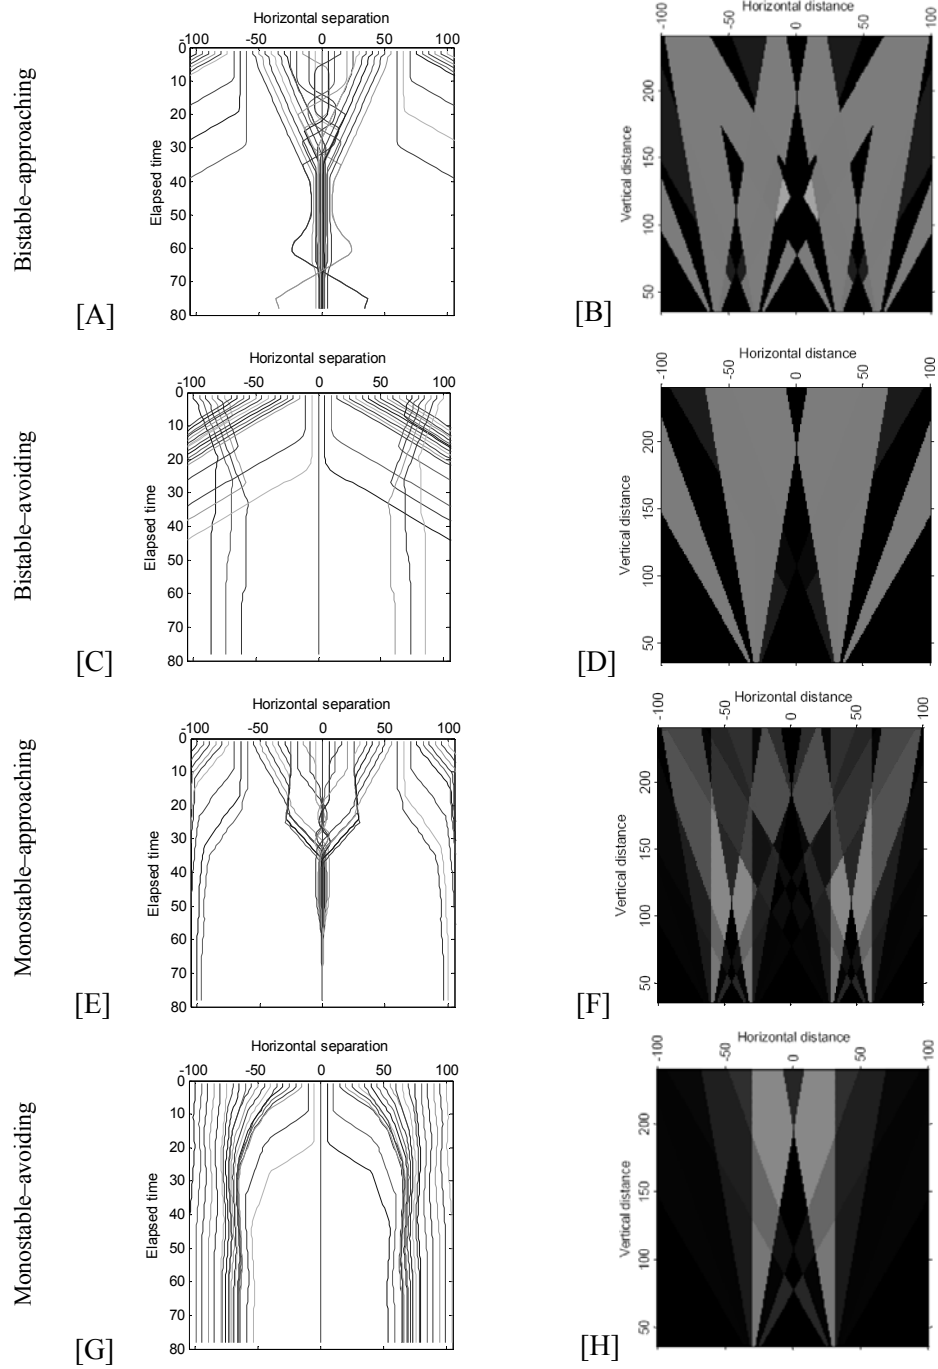 Bistable–approaching
Horizontal separation
-100 -50 0 50 100
Elapsed time
0
10
20
30
40
50
60
70
80
[A]
Horizontal distance
-100 -50 0 50 100
Vertical distance
200
150
100
50
[B]
Bistable–avoiding
Horizontal separation
-100 -50 0 50 100
Elapsed time
0
10
20
30
40
50
60
70
80
[C]
Horizontal distance
-100 -50 0 50 100
Vertical distance
200
150
100
50
[D]
Monostable–approaching
Horizontal separation
-100 -50 0 50 100
Elapsed time
0
10
20
30
40
50
60
70
80
[E]
Horizontal distance
-100 -50 0 50 100
Vertical distance
200
150
100
50
[F]
Monostable–avoiding
Horizontal separation
-100 -50 0 50 100
Elapsed time
0
10
20
30
40
50
60
70
80
[G]
Horizontal distance
-100 -50 0 50 100
Vertical distance
200
150
100
50
[H]